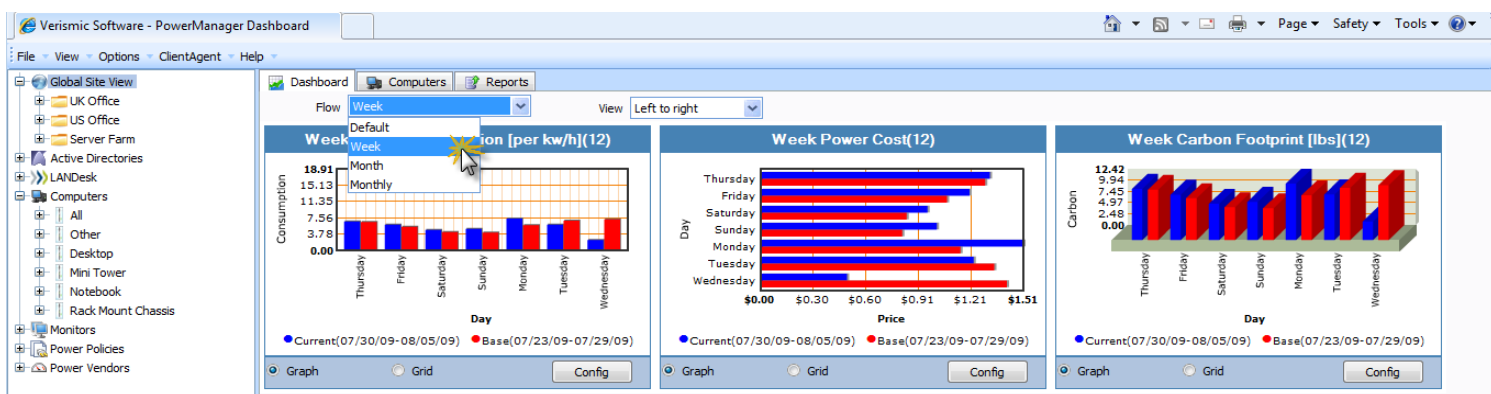 Verismic Software - PowerManager Dashboard
Page Safety Tools
File View Options ClientAgent Help
Global Site View
UK Office
US Office
Server Farm
Active Directories
LANDesk
Computers
All
Other
Desktop
Mini Tower
Notebook
Rack Mount Chassis
Monitors
Power Policies
Power Vendors
Dashboard Computers Reports
Flow Week View Left to right
Default
Week
Month
Monthly
Week ion [per kw/h](12)
18.91
15.13
11.35
7.56
3.78
0.00
Consumption
Thursday Friday Saturday Sunday Monday Tuesday Wednesday
Day
Current(07/30/09-08/05/09) Base(07/23/09-07/29/09)
Graph Grid Config
Week Power Cost(12)
Day
Thursday
Friday
Saturday
Sunday
Monday
Tuesday
Wednesday
$0.00 $0.30 $0.60 $0.91 $1.21 $1.51
Price
Current(07/30/09-08/05/09) Base(07/23/09-07/29/09)
Graph Grid Config
Week Carbon Footprint [lbs](12)
12.42
9.94
7.45
4.97
2.48
0.00
Carbon
Thursday Friday Saturday Sunday Monday Tuesday Wednesday
Day
Current(07/30/09-08/05/09) Base(07/23/09-07/29/09)
Graph Grid Config